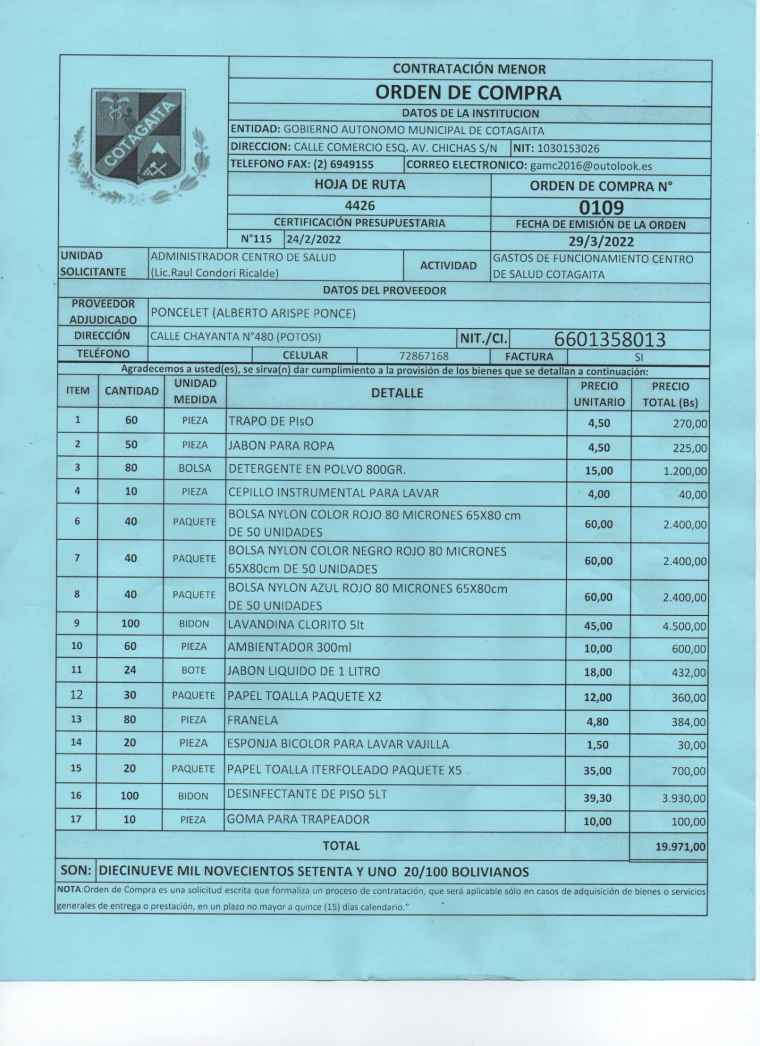 CONTRATACIÓN MENOR
ORDEN DE COMPRA
DATOS DE LA INSTITUCION
COTAGAITA
ENTIDAD: GOBIERNO AUTONOMO MUNICIPAL DE COTAGAITA
DIRECCION: CALLE COMERCIO ESQ. AV. CHICHAS S/N NIT: 1030153026
TELEFONO FAX: (2) 6949155 CORREO ELECTRONICO: gamc2016@outolook.es
HOJA DE RUTA ORDEN DE COMPRA N°
4426 0109
CERTIFICACIÓN PRESUPUESTARIA FECHA DE EMISIÓN DE LA ORDEN
N°115 24/2/2022 29/3/2022
UNIDAD SOLICITANTE ADMINISTRADOR CENTRO DE SALUD (Lic.Raul Condori Ricalde) ACTIVIDAD GASTOS DE FUNCIONAMIENTO CENTRO DE SALUD COTAGAITA
DATOS DEL PROVEEDOR
PROVEEDOR ADJUDICADO PONCELET (ALBERTO ARISPE PONCE)
DIRECCIÓN CALLE CHAYANTA N°480 (POTOSI) NIT./CI. 6601358013
TELÉFONO CELULAR 72867168 FACTURA SI
Agradecemos a usted(es), se sirva(n) dar cumplimiento a la provisión de los bienes que se detallan a continuación:
ITEM CANTIDAD UNIDAD MEDIDA DETALLE PRECIO UNITARIO PRECIO TOTAL (Bs)
1 60 PIEZA TRAPO DE PIsO 4,50 270,00
2 50 PIEZA JABON PARA ROPA 4,50 225,00
3 80 BOLSA DETERGENTE EN POLVO 800GR. 15,00 1.200,00
4 10 PIEZA CEPILLO INSTRUMENTAL PARA LAVAR 4,00 40,00
6 40 PAQUETE BOLSA NYLON COLOR ROJO 80 MICRONES 65X80 cm DE 50 UNIDADES 60,00 2.400,00
7 40 PAQUETE BOLSA NYLON COLOR NEGRO ROJO 80 MICRONES 65X80cm DE 50 UNIDADES 60,00 2.400,00
8 40 PAQUETE BOLSA NYLON AZUL ROJO 80 MICRONES 65X80cm DE 50 UNIDADES 60,00 2.400,00
9 100 BIDON LAVANDINA CLORITO 5lt 45,00 4.500,00
10 60 PIEZA AMBIENTADOR 300ml 10,00 600,00
11 24 BOTE JABON LIQUIDO DE 1 LITRO 18,00 432,00
12 30 PAQUETE PAPEL TOALLA PAQUETE X2 12,00 360,00
13 80 PIEZA FRANELA 4,80 384,00
14 20 PIEZA ESPONJA BICOLOR PARA LAVAR VAJILLA 1,50 30,00
15 20 PAQUETE PAPEL TOALLA ITERFOLEADO PAQUETE X5 35,00 700,00
16 100 BIDON DESINFECTANTE DE PISO 5LT 39,30 3.930,00
17 10 PIEZA GOMA PARA TRAPEADOR 10,00 100,00
TOTAL 19.971,00
SON: DIECINUEVE MIL NOVECIENTOS SETENTA Y UNO 20/100 BOLIVIANOS
NOTA:Orden de Compra es una solicitud escrita que formaliza un proceso de contratación, que será aplicable sólo en casos de adquisición de bienes o servicios
generales de entrega o prestación, en un plazo no mayor a quince (15) días calendario."